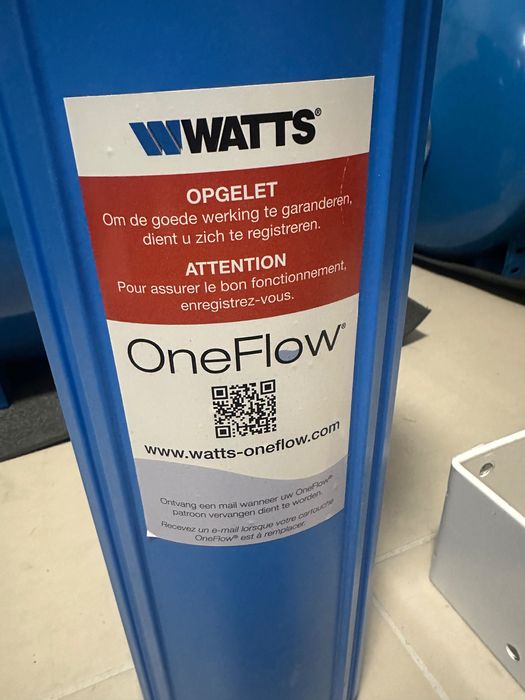 WATTS®
OPGELET
Om de goede werking te garanderen,
dient u zich te registreren.
ATTENTION
Pour assurer le bon fonctionnement,
enregistrez-vous.
OneFlow®
www.watts-oneflow.com
Ontvang een mail wanneer uw OneFlow®
patroon vervangen dient te worden.
Recevez un e-mail lorsque votre cartouche
OneFlow® est à remplacer.